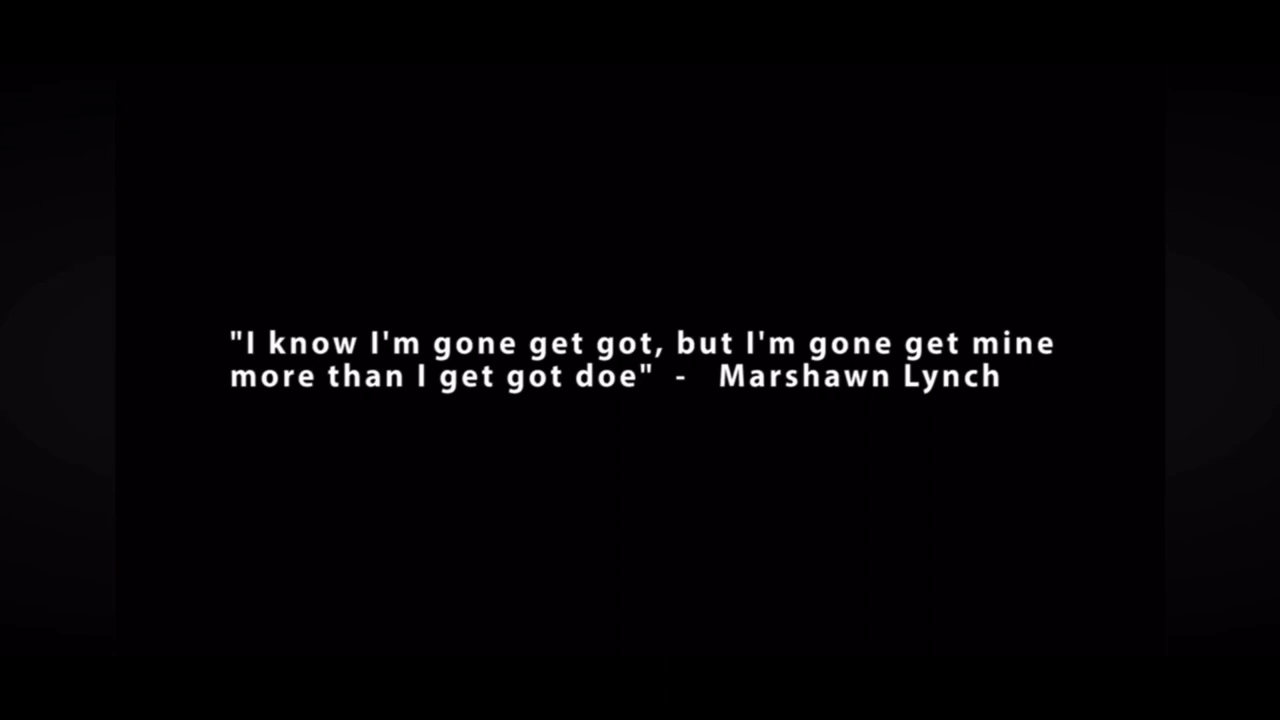 "I know I'm gone get got, but I'm gone get mine
more than I get got doe"  -   Marshawn Lynch